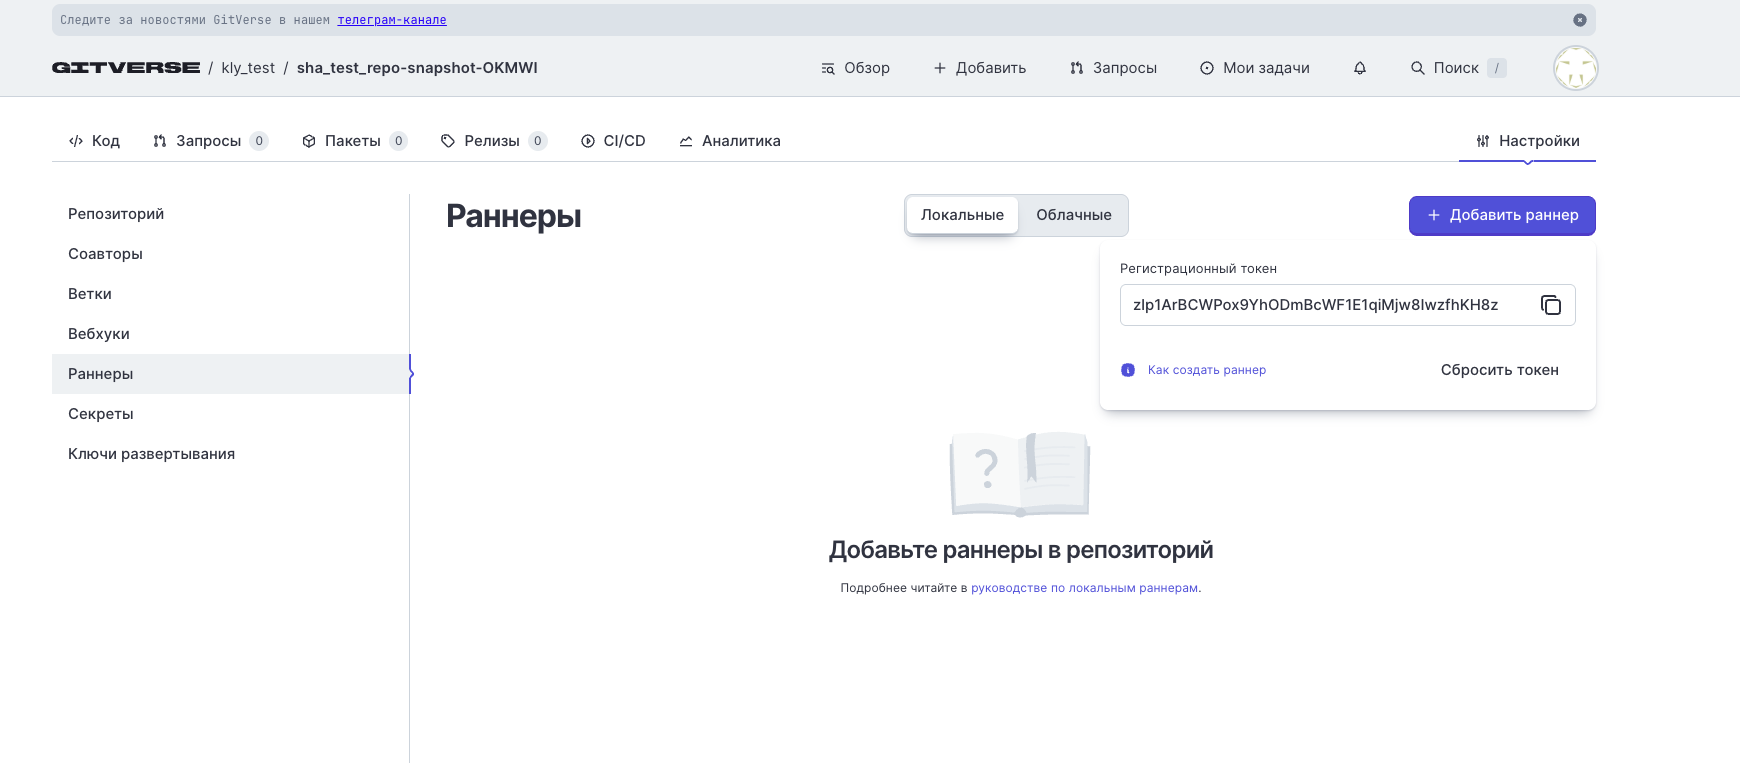 Следите за новостями GitVerse в нашем телеграм-канале
GITVERSE / kly_test / sha_test_repo-snapshot-OKMWI
Обзор
Добавить
Запросы
Мои задачи
Поиск /
Код
Запросы 0
Пакеты 0
Релизы 0
CI/CD
Аналитика
Настройки
Репозиторий
Соавторы
Ветки
Вебхуки
Раннеры
Секреты
Ключи развертывания
Раннеры
Локальные
Облачные
+ Добавить раннер
Регистрационный токен
zIp1ArBCWPox9YhODmBcWF1E1qiMjw8IwzfhKH8z
Как создать раннер
Сбросить токен
Добавьте раннеры в репозиторий
Подробнее читайте в руководстве по локальным раннерам.